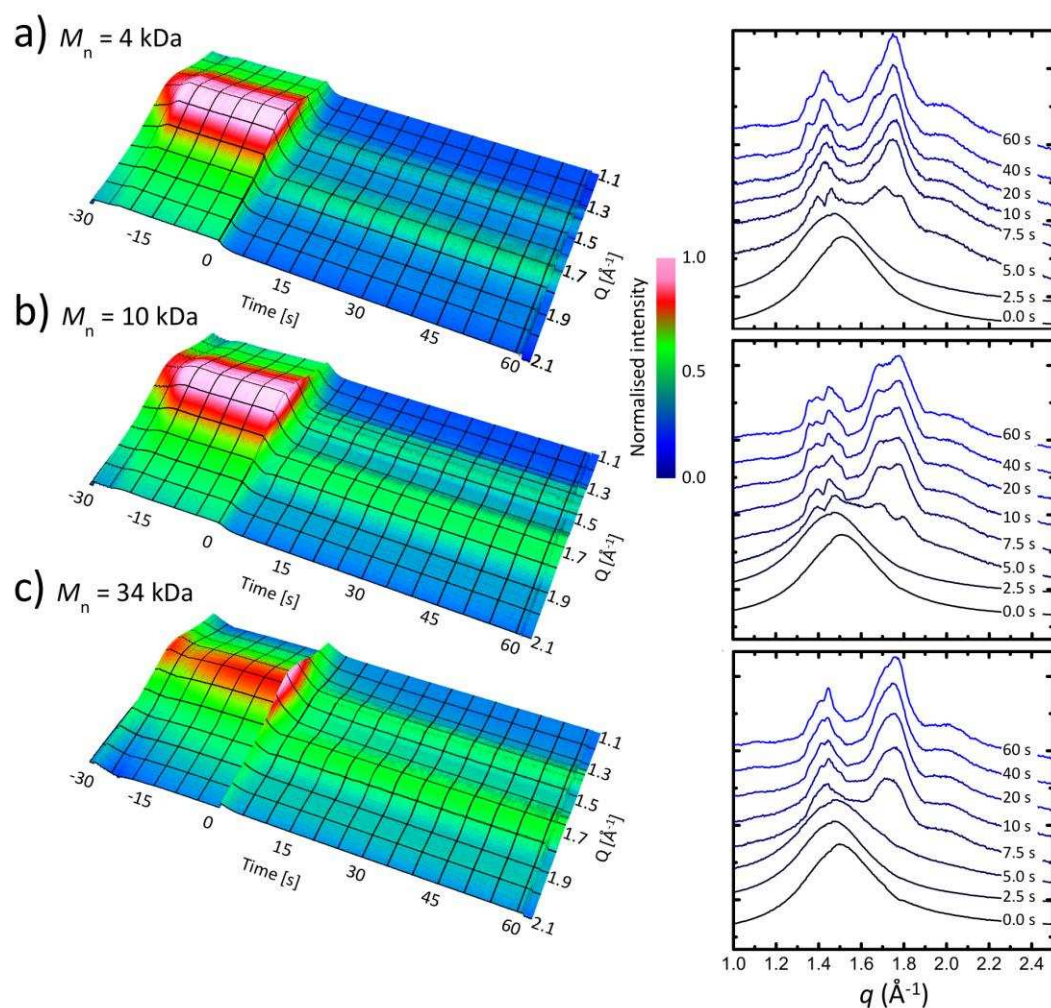 a) Mn = 4 kDa
-30
-15
0
15
30
45
60
Time [s]
1.1
1.3
1.5
1.7
1.9
2.1
Q [Å-1]
60 s
40 s
20 s
10 s
7.5 s
5.0 s
2.5 s
0.0 s
Normalised intensity
1.0
0.5
0.0
b) Mn = 10 kDa
-30
-15
0
15
30
45
60
Time [s]
1.1
1.3
1.5
1.7
1.9
2.1
Q [Å-1]
60 s
40 s
20 s
10 s
7.5 s
5.0 s
2.5 s
0.0 s
c) Mn = 34 kDa
-30
-15
0
15
30
45
60
Time [s]
1.1
1.3
1.5
1.7
1.9
2.1
Q [Å-1]
60 s
40 s
20 s
10 s
7.5 s
5.0 s
2.5 s
0.0 s
1.0 1.4 1.8 2.0 2.4
q (Å-1)